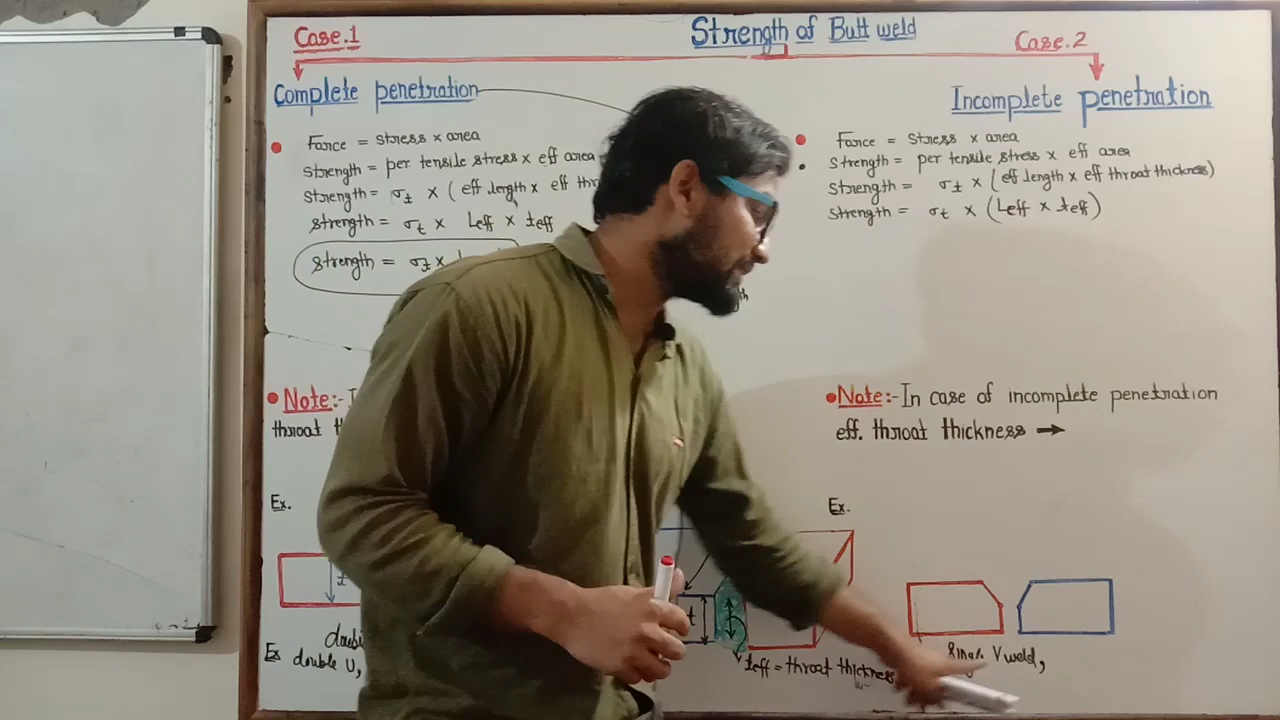 Strength of Butt weld
Case.1
Complete penetration
Force = stress x area
strength = per tensile stress x eff area
strength = σt x ( eff length x eff thr
strength = σt x Leff x teff
strength = σt x
Note:-
throat
Ex.
t
double
Ex double U,
t
teff = throat thickness
Case.2
Incomplete penetration
Force = stress x area
strength = per tensile stress x eff area
strength = σt x (eff length x eff throat thickness)
strength = σt x (Leff x teff)
Note:-In case of incomplete penetration
eff. throat thickness →
Ex.
V weld,